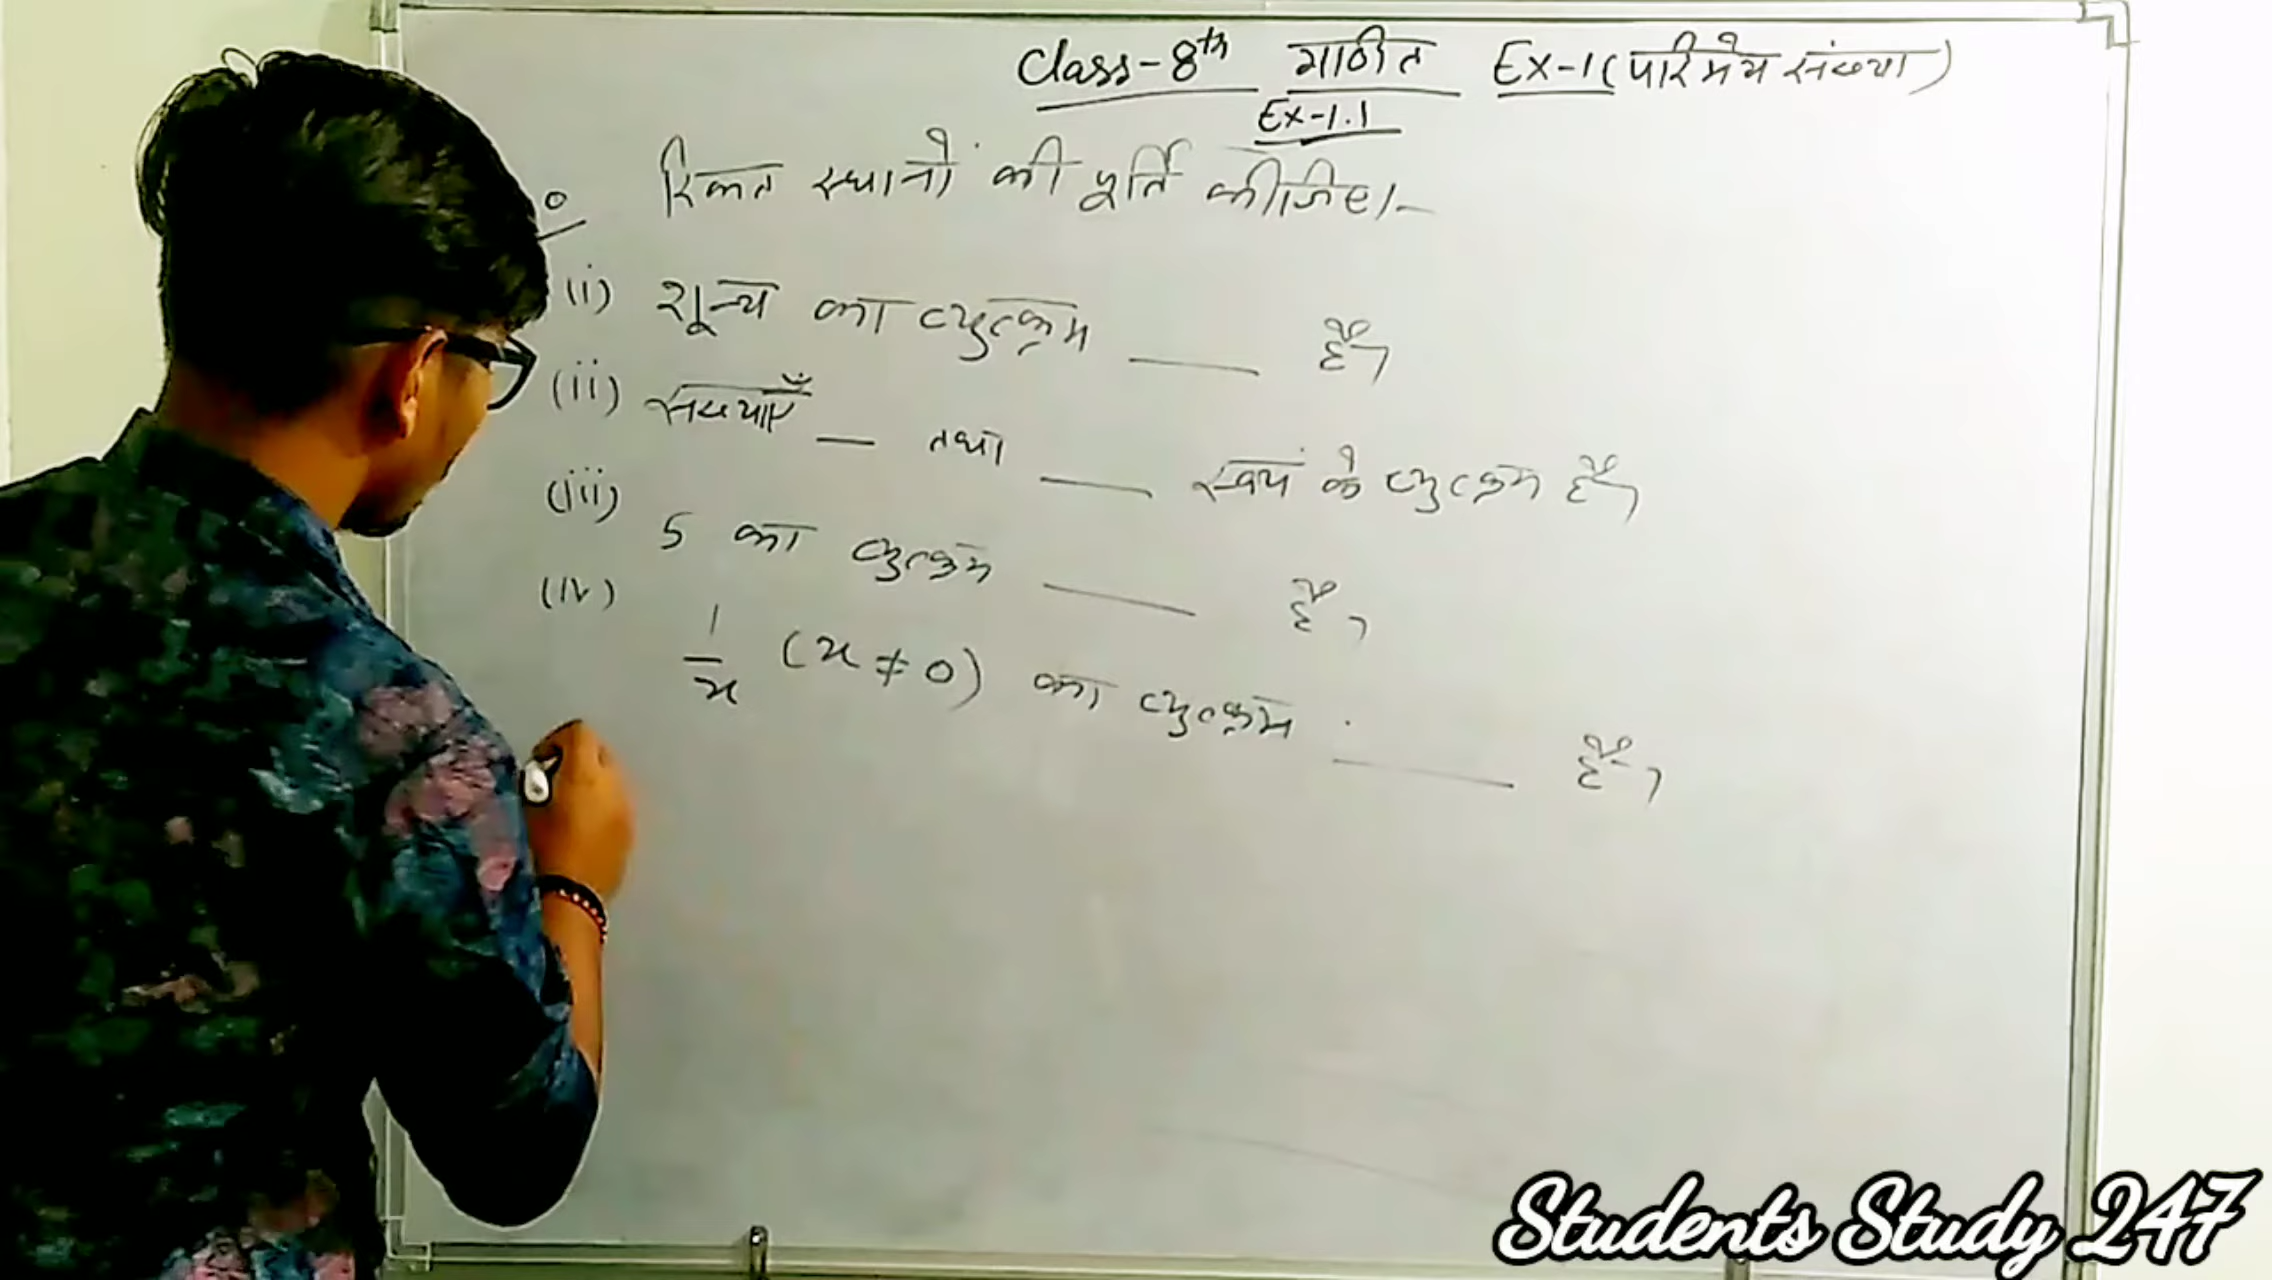 Class-8th गणित Ex-1(परिमेय संख्या)
Ex-1.1
रिक्त स्थानों की पूर्ति कीजिए।-
(i) शून्य का व्युत्क्रम ____ है।
(ii) संख्याएँ __ तथा ____ स्वयं के व्युत्क्रम हैं।
(iii) 5 का व्युत्क्रम ____ है।
(iv) 1/x (x ≠ 0) का व्युत्क्रम ____ है।
Students Study 247